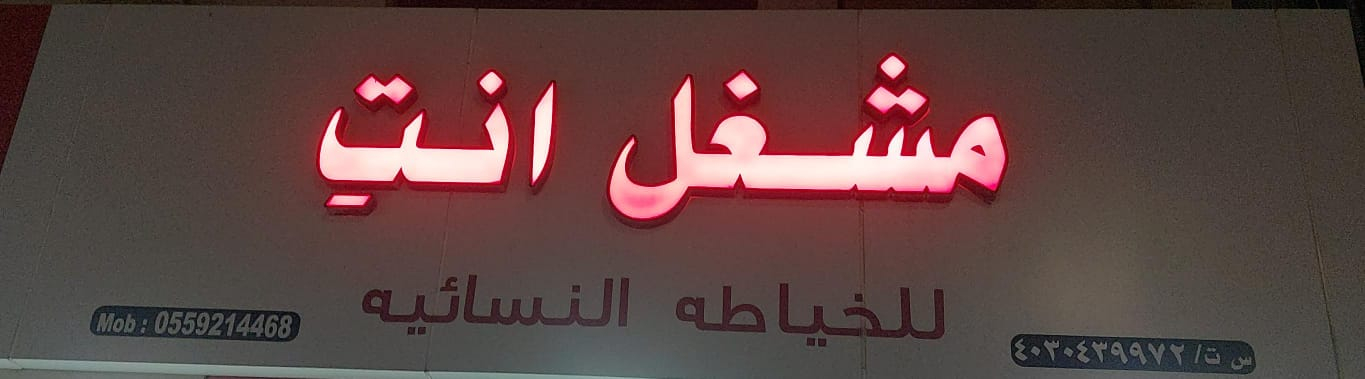 مشغل انتِ
للخياطه النسائيه
س ت/ ٤٠٣٠٤٣٩٩٧٢
Mob : 0559214468